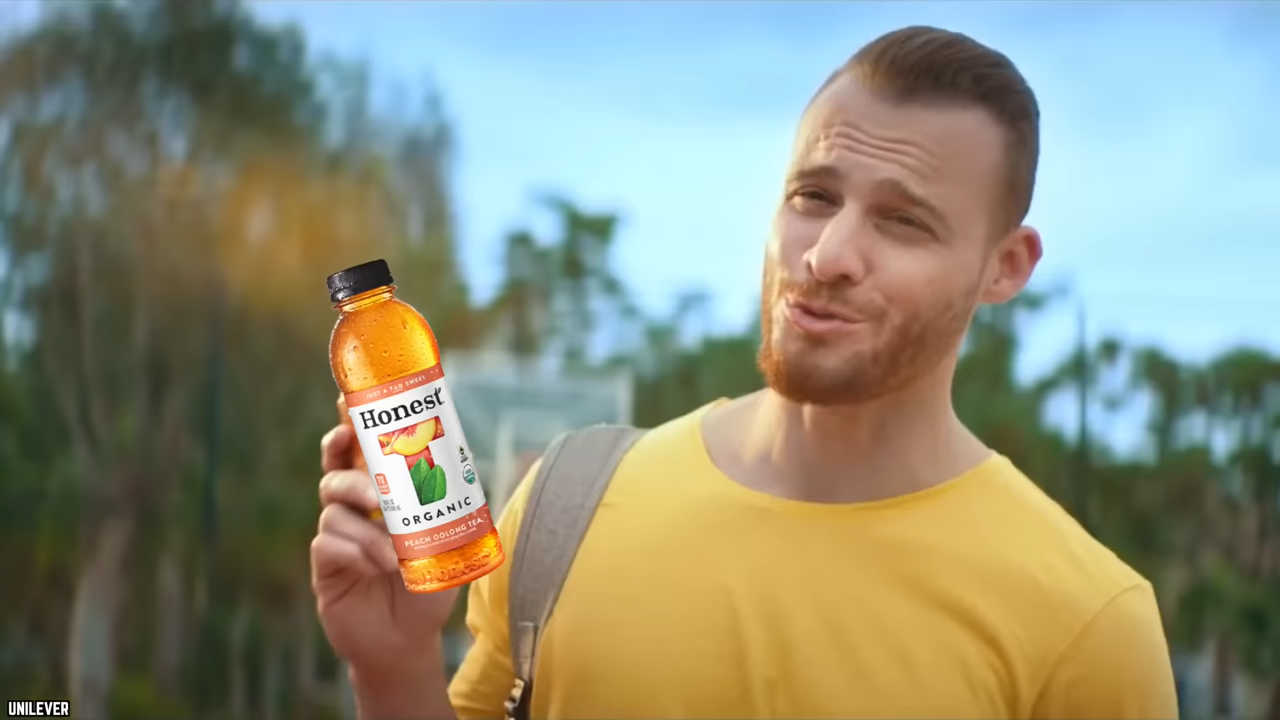 JUST A TAD SWEET
Honest
T
ORGANIC
PEACH OOLONG TEA
UNILEVER